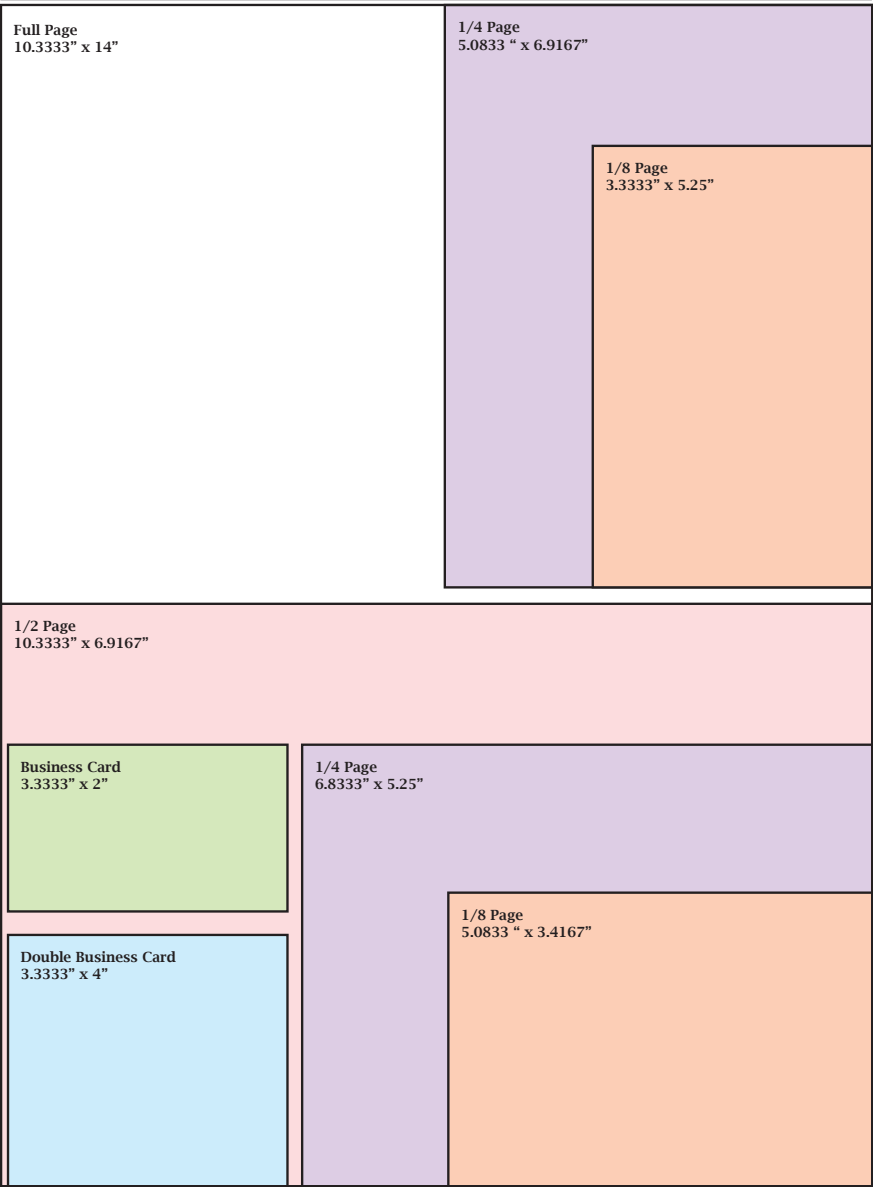 Full Page
10.3333” x 14”
1/4 Page
5.0833 “ x 6.9167”
1/8 Page
3.3333” x 5.25”
1/2 Page
10.3333” x 6.9167”
Business Card
3.3333” x 2”
1/4 Page
6.8333” x 5.25”
1/8 Page
5.0833 “ x 3.4167”
Double Business Card
3.3333” x 4”